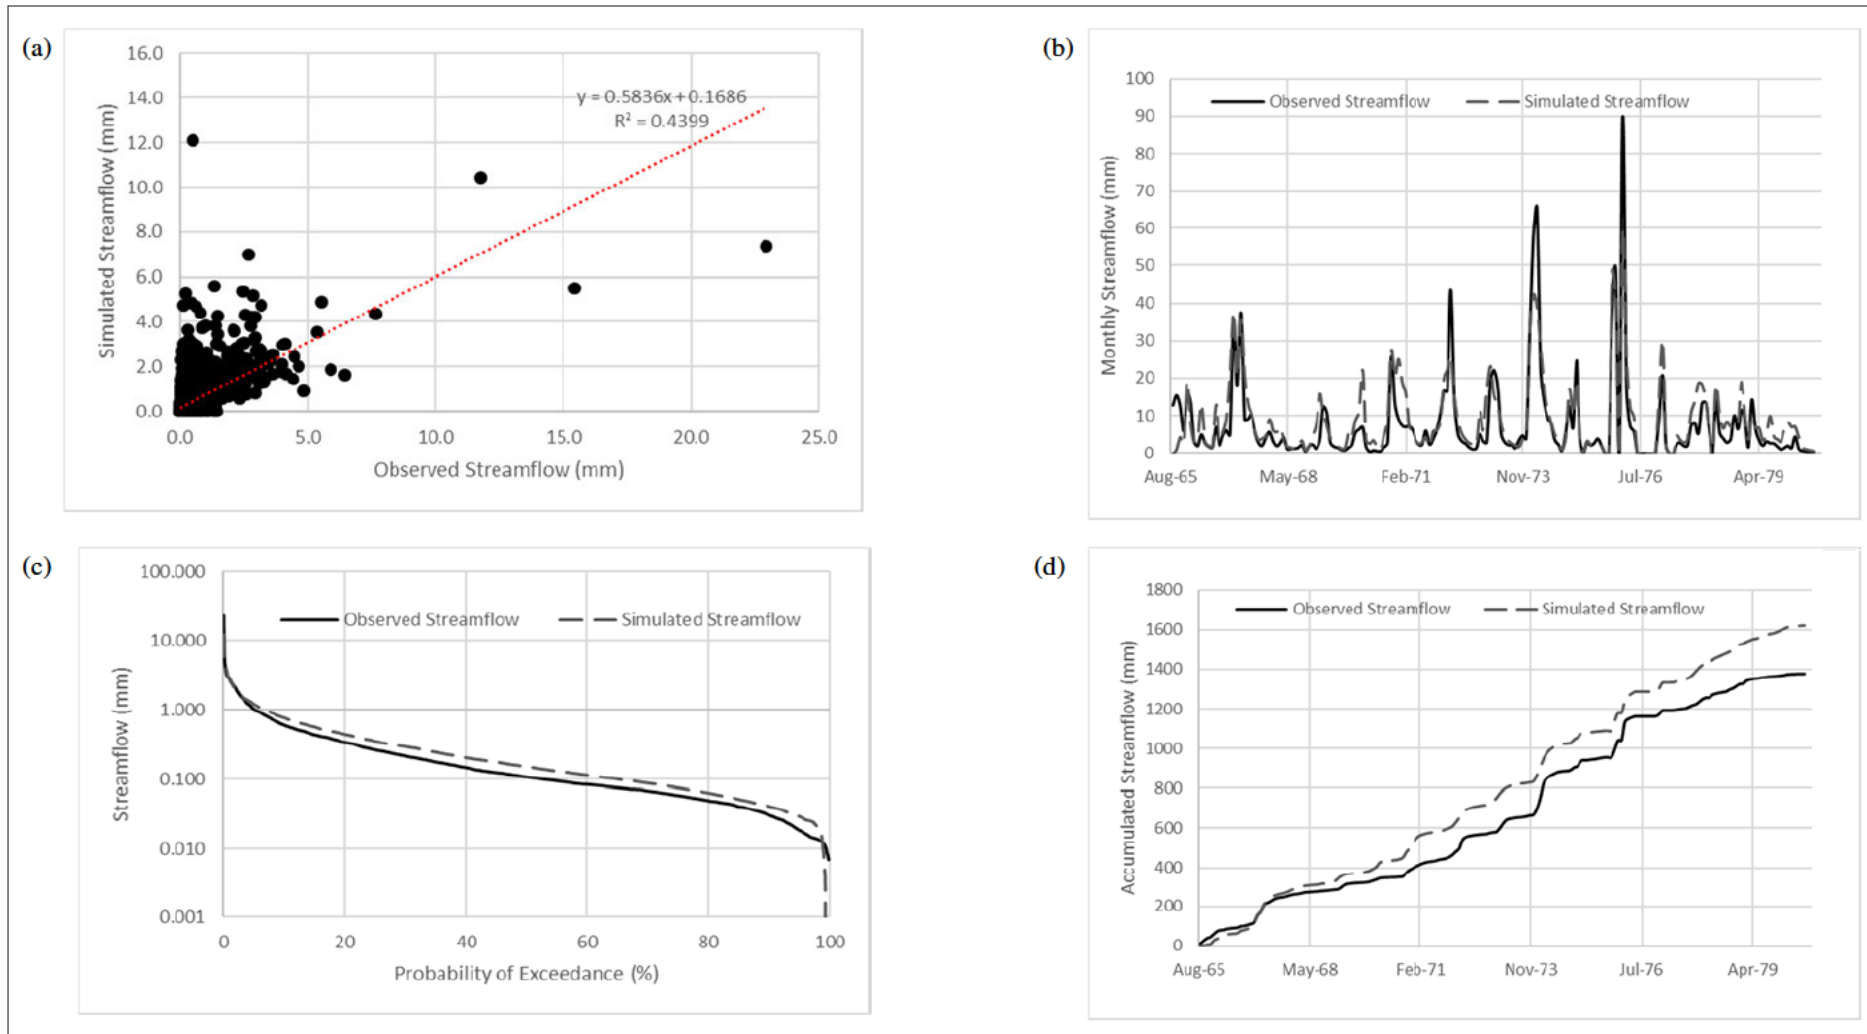 (a)
16.0
14.0
12.0
10.0
8.0
6.0
4.0
2.0
0.0
Simulated Streamflow (mm)
y = 0.5836x + 0.1686
R² = 0.4399
0.0 5.0 10.0 15.0 20.0 25.0
Observed Streamflow (mm)
(b)
100
90
80
70
60
50
40
30
20
10
0
Monthly Streamflow (mm)
Observed Streamflow Simulated Streamflow
Aug-65 May-68 Feb-71 Nov-73 Jul-76 Apr-79
(c)
100.000
10.000
1.000
0.100
0.010
0.001
Streamflow (mm)
Observed Streamflow Simulated Streamflow
0 20 40 60 80 100
Probability of Exceedance (%)
(d)
1800
1600
1400
1200
1000
800
600
400
200
0
Accumulated Streamflow (mm)
Observed Streamflow Simulated Streamflow
Aug-65 May-68 Feb-71 Nov-73 Jul-76 Apr-79